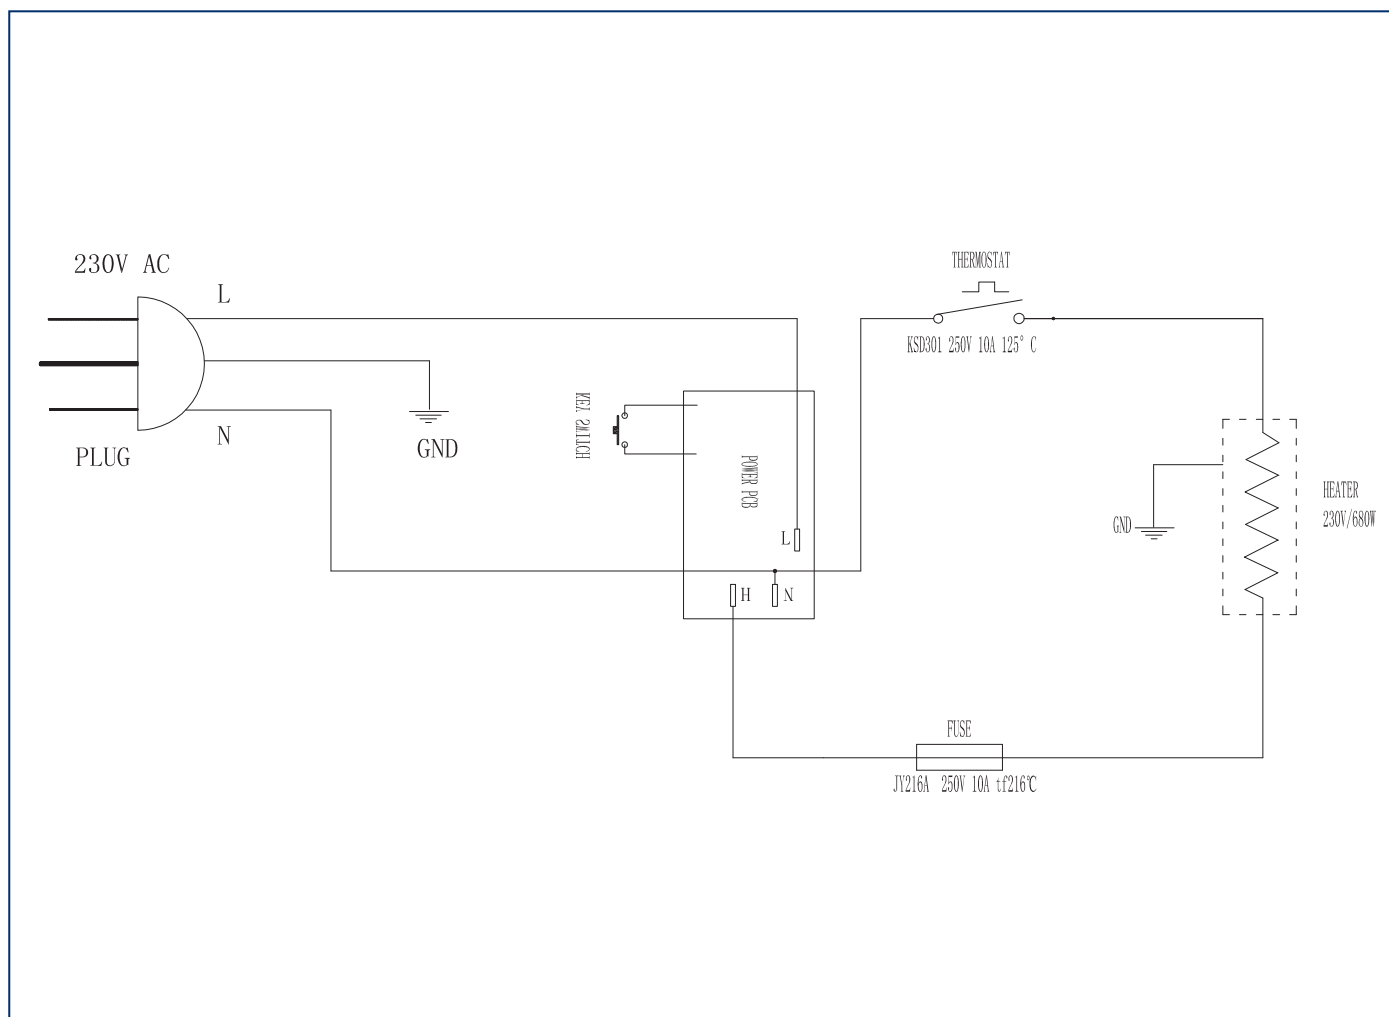 230V AC
L
N
PLUG
GND
KEY SWITCH
POWER PCB
L
H
N
THERMOSTAT
KSD301 250V 10A 125° C
GND
HEATER
230V/680W
FUSE
JY216A 250V 10A tf216℃